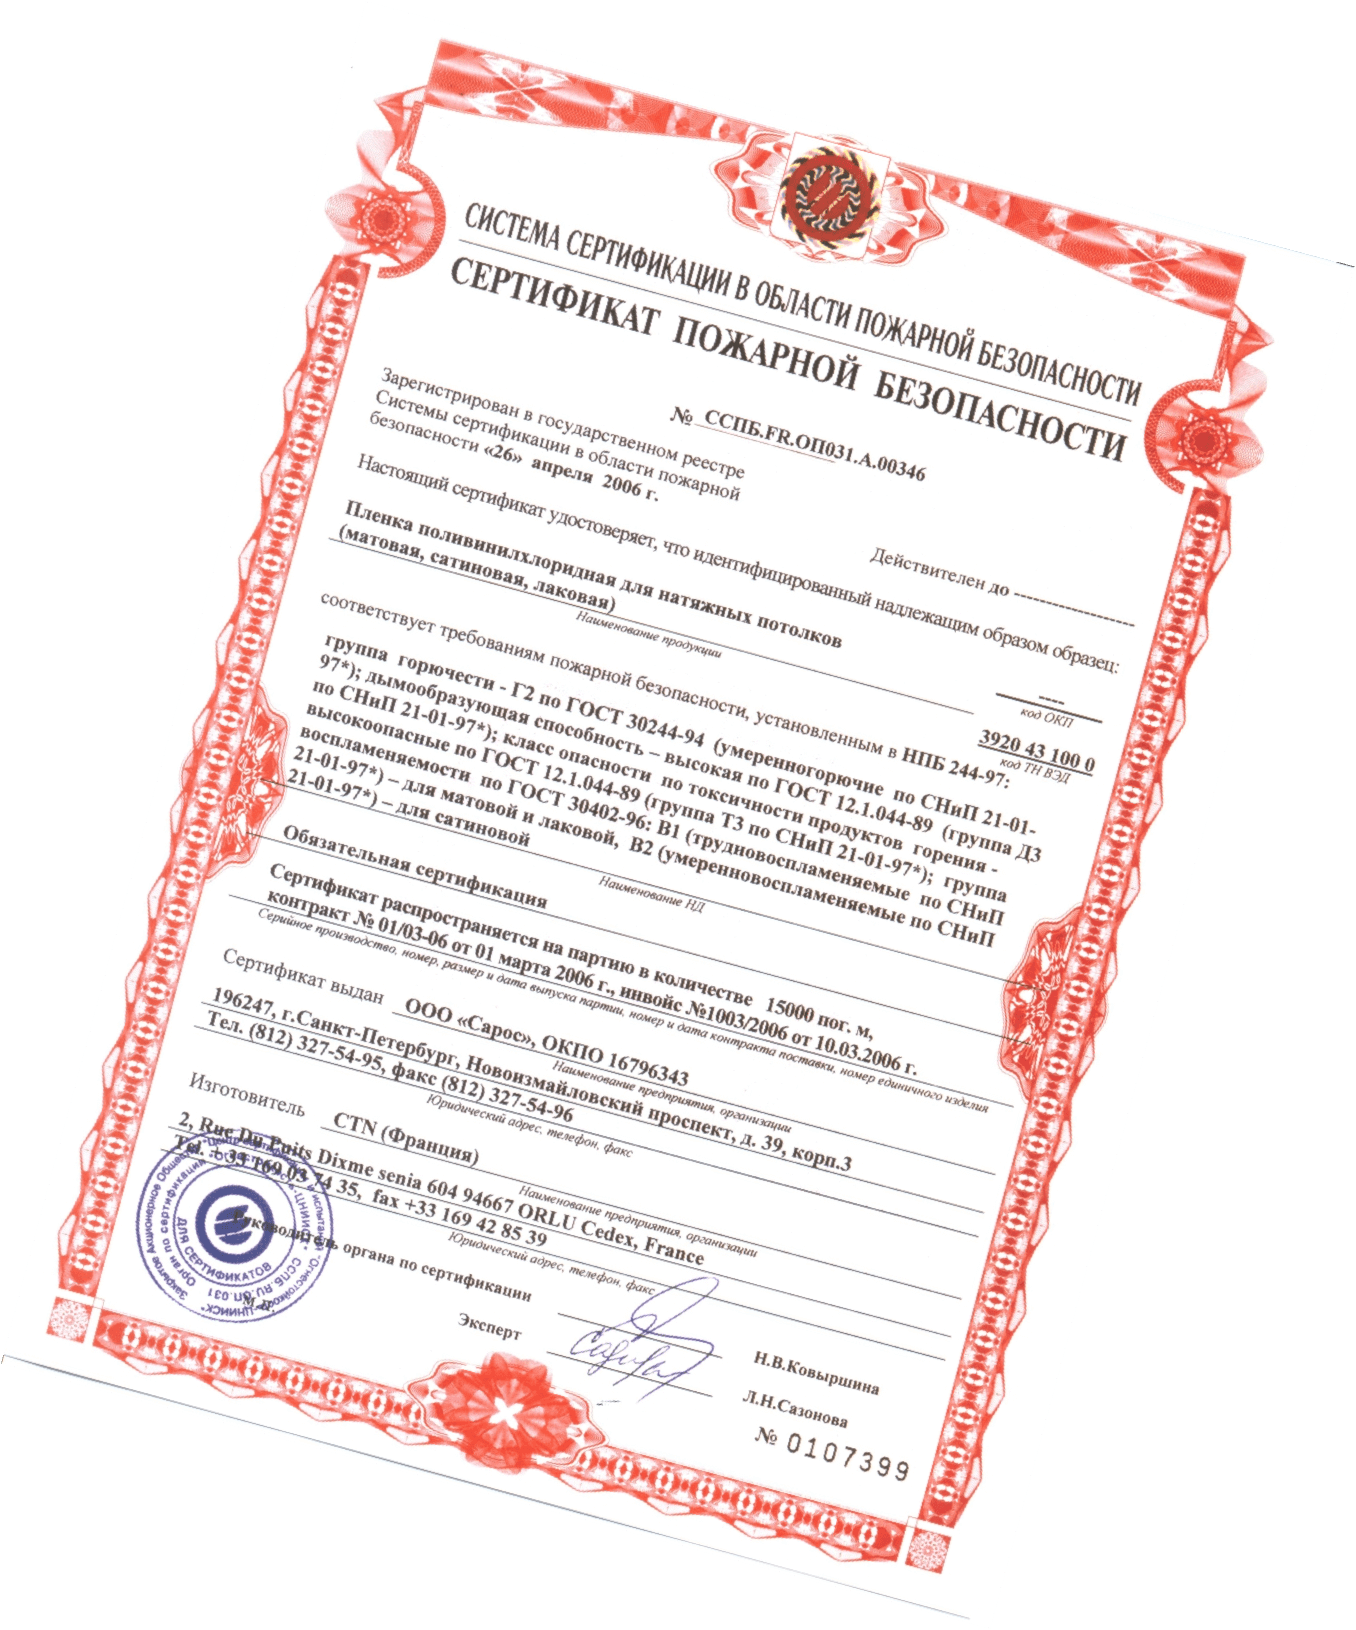 СИСТЕМА СЕРТИФИКАЦИИ В ОБЛАСТИ ПОЖАРНОЙ БЕЗОПАСНОСТИ
СЕРТИФИКАТ ПОЖАРНОЙ БЕЗОПАСНОСТИ
№ ССПБ.FR.ОП031.А.00346
Зарегистрирован в государственном реестре
Системы сертификации в области пожарной
безопасности «26» апреля 2006 г.
Действителен до ---------------------
Настоящий сертификат удостоверяет, что идентифицированный надлежащим образом образец:
Пленка поливинилхлоридная для натяжных потолков
(матовая, сатиновая, лаковая)
Наименование продукции
----
код ОКП
3920 43 100 0
код ТН ВЭД
соответствует требованиям пожарной безопасности, установленным в НПБ 244-97:
группа горючести - Г2 по ГОСТ 30244-94 (умеренногорючие по СНиП 21-01-
97*); дымообразующая способность – высокая по ГОСТ 12.1.044-89 (группа Д3
по СНиП 21-01-97*); класс опасности по токсичности продуктов горения -
высокоопасные по ГОСТ 12.1.044-89 (группа Т3 по СНиП 21-01-97*); группа
воспламеняемости по ГОСТ 30402-96: В1 (трудновоспламеняемые по СНиП
21-01-97*) – для матовой и лаковой, В2 (умеренновоспламеняемые по СНиП
21-01-97*) – для сатиновой
Наименование НД
Обязательная сертификация
Сертификат распространяется на партию в количестве 15000 пог. м,
контракт № 01/03-06 от 01 марта 2006 г., инвойс №1003/2006 от 10.03.2006 г.
Серийное производство, номер, размер и дата выпуска партии, номер и дата контракта поставки, номер единичного изделия
Сертификат выдан ООО «Сарос», ОКПО 16796343
Наименование предприятия, организации
196247, г.Санкт-Петербург, Новоизмайловский проспект, д. 39, корп.3
Тел. (812) 327-54-95, факс (812) 327-54-96
Юридический адрес, телефон, факс
Изготовитель CTN (Франция)
Наименование предприятия, организации
2, Rue Du Puits Dixme senia 604 94667 ORLU Cedex, France
Tel. + 33 169 03 74 35, fax +33 169 42 85 39
Юридический адрес, телефон, факс
Руководитель органа по сертификации
Н.В.Ковыршина
Эксперт
Л.Н.Сазонова
М.П.
№ 0107399
Закрытое Акционерное Общество "Центр сертификации и испытаний "Огнестойкость-ЦНИИСК"
Орган по сертификации "Огнестойкость-ЦНИИСК" ССПБ.RU.ОП.031
ДЛЯ СЕРТИФИКАТОВ